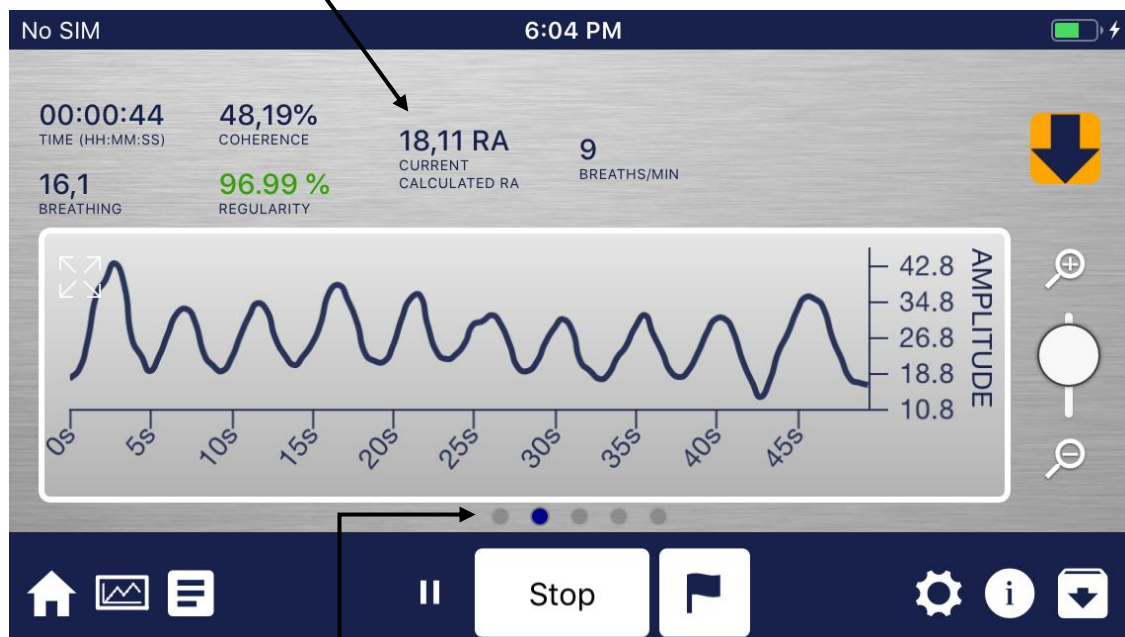 No SIM 6:04 PM
00:00:44 48,19% 18,11 RA 9
TIME (HH:MM:SS) COHERENCE CURRENT BREATHS/MIN
CALCULATED RA
16,1 96.99 %
BREATHING REGULARITY
42.8
34.8
26.8
18.8
10.8
AMPLITUDE
0s 5s 10s 15s 20s 25s 30s 35s 40s 45s
Stop
i